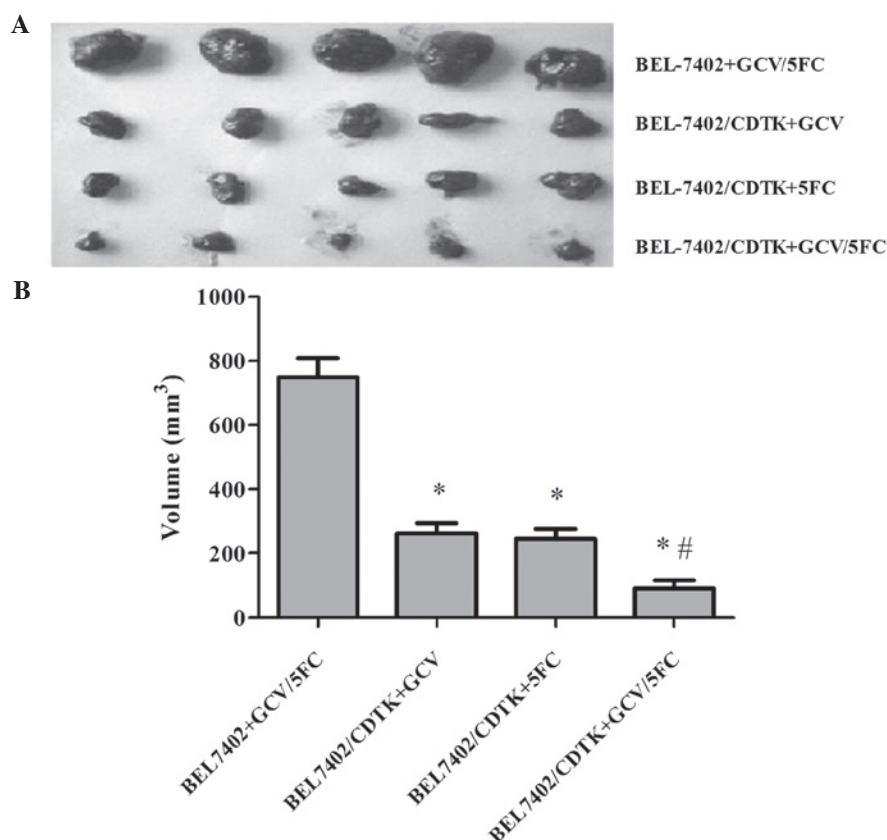 A
BEL-7402+GCV/5FC
BEL-7402/CDTK+GCV
BEL-7402/CDTK+5FC
BEL-7402/CDTK+GCV/5FC
B
1000
800
600
400
200
0
Volume (mm³)
*
*
* #
BEL7402+GCV/5FC
BEL7402/CDTK+GCV
BEL7402/CDTK+5FC
BEL7402/CDTK+GCV/5FC